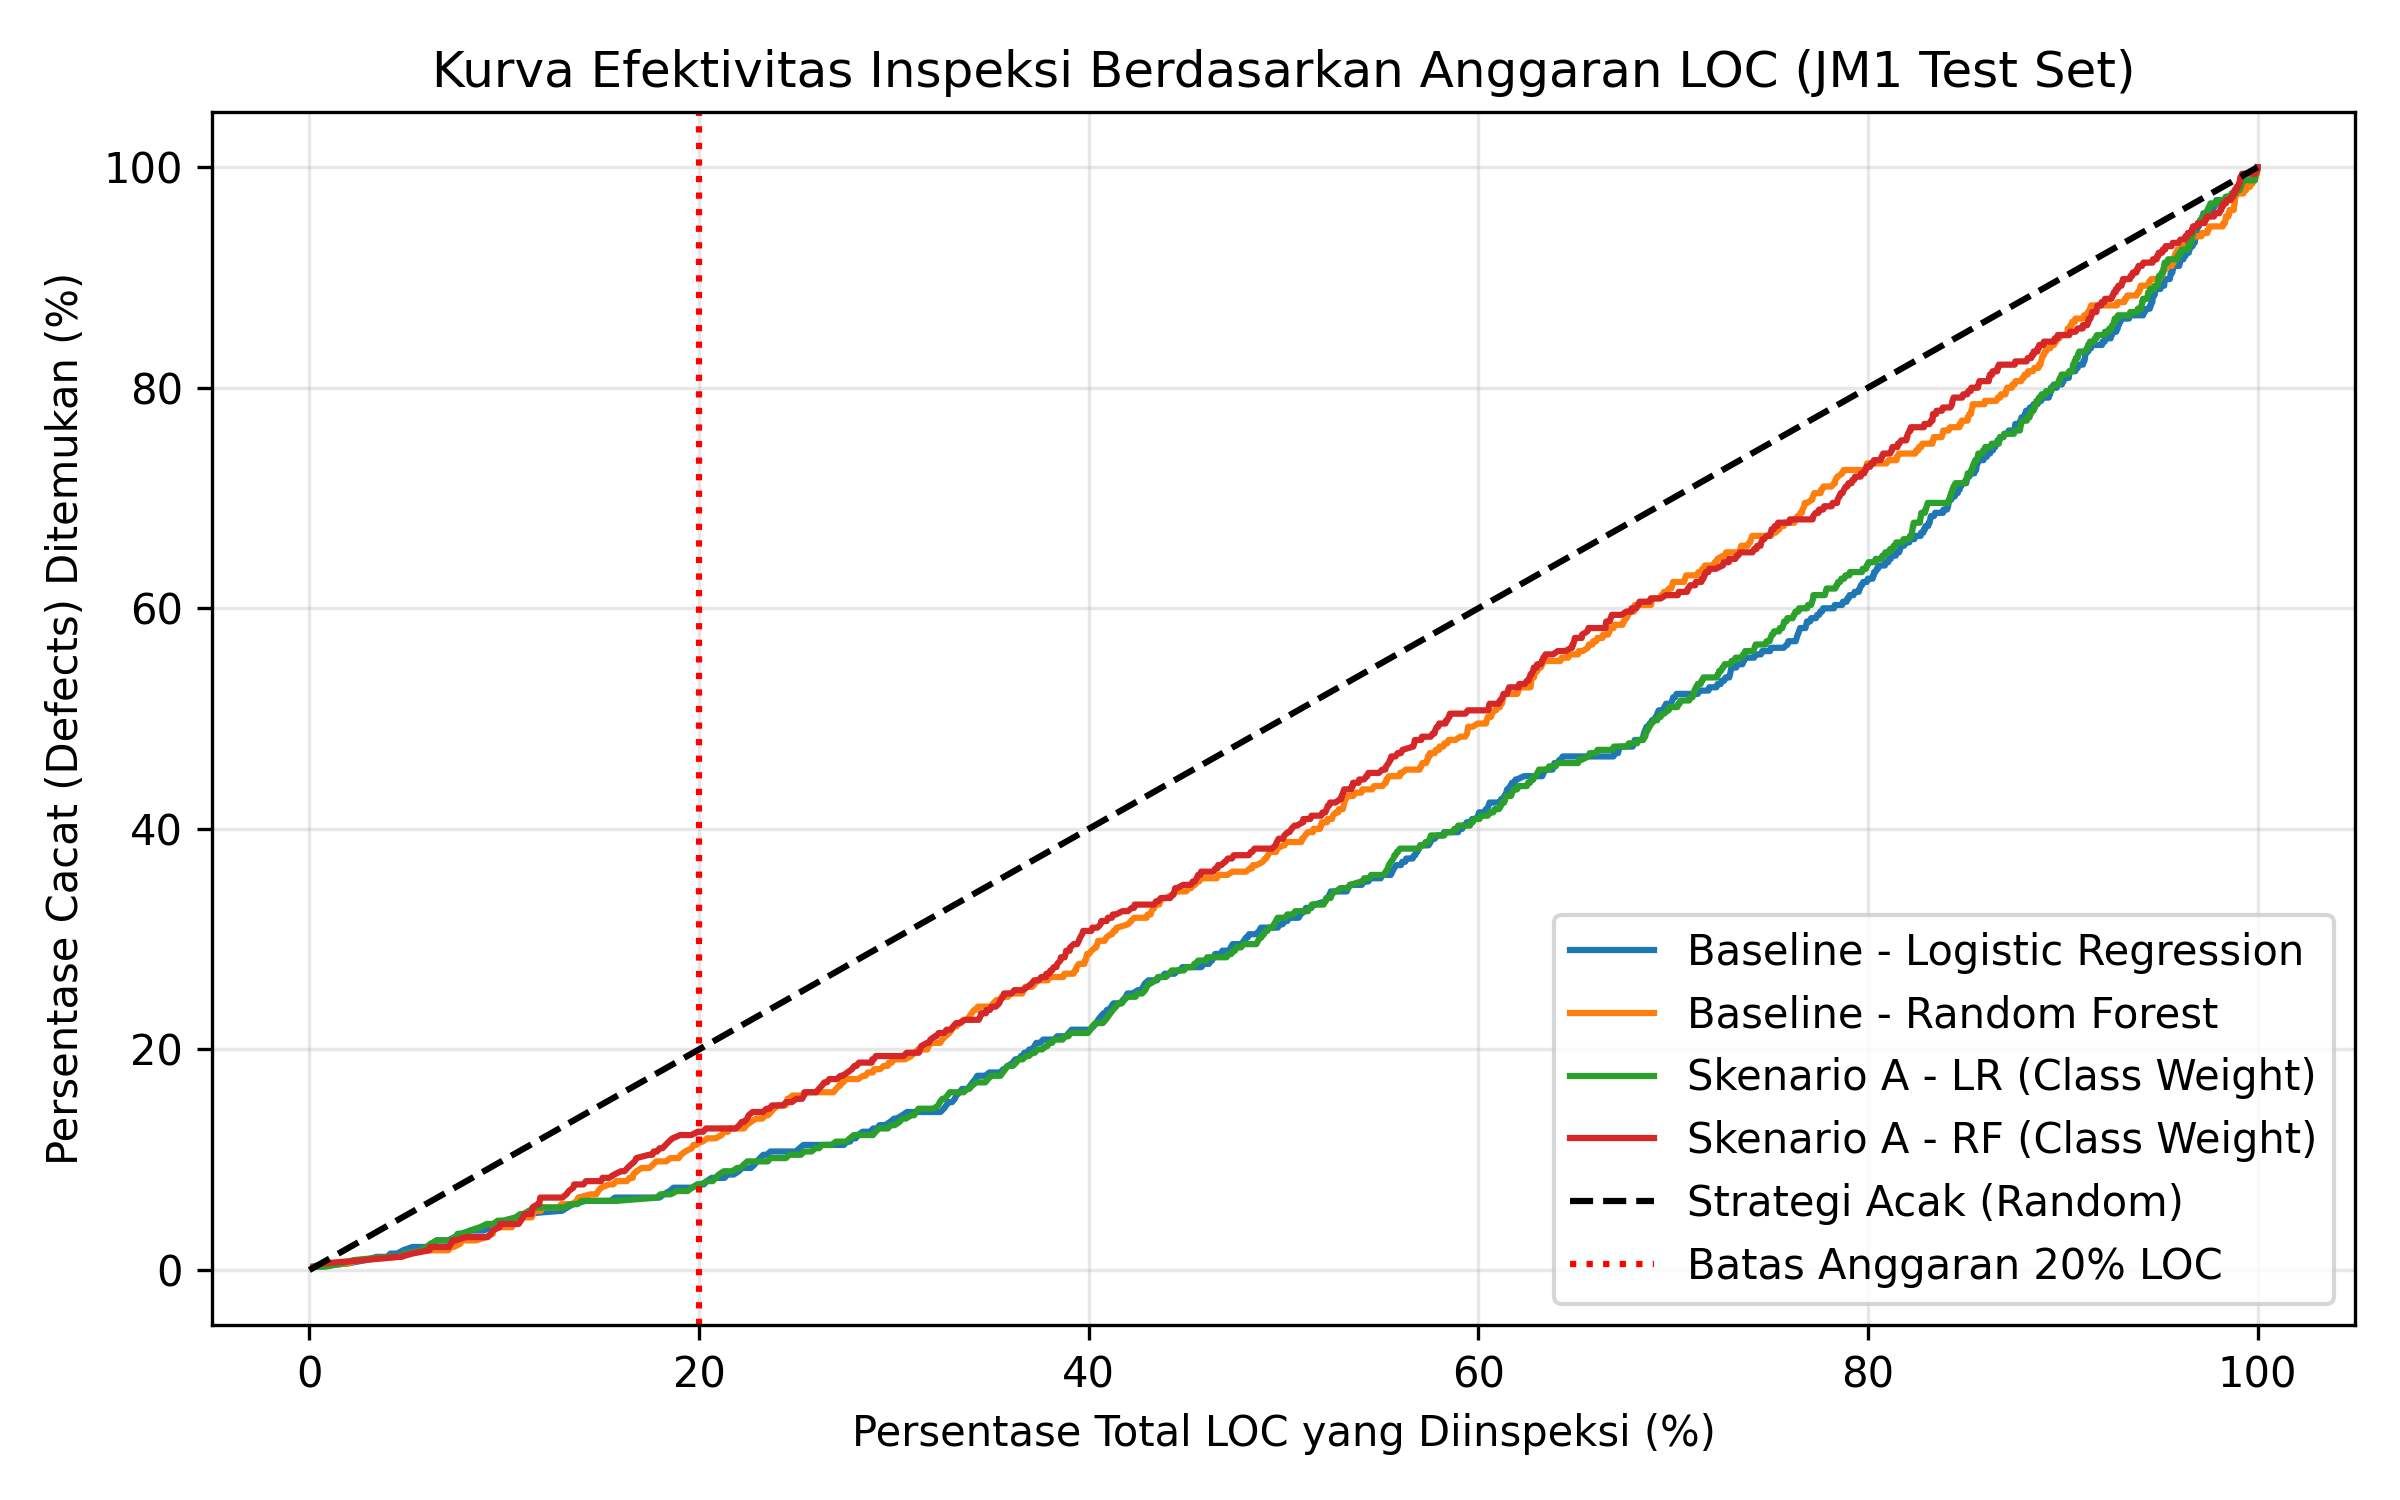 Kurva Efektivitas Inspeksi Berdasarkan Anggaran LOC (JM1 Test Set)
Persentase Cacat (Defects) Ditemukan (%)
100
80
60
40
20
0
Baseline - Logistic Regression
Baseline - Random Forest
Skenario A - LR (Class Weight)
Skenario A - RF (Class Weight)
Strategi Acak (Random)
Batas Anggaran 20% LOC
0 20 40 60 80 100
Persentase Total LOC yang Diinspeksi (%)